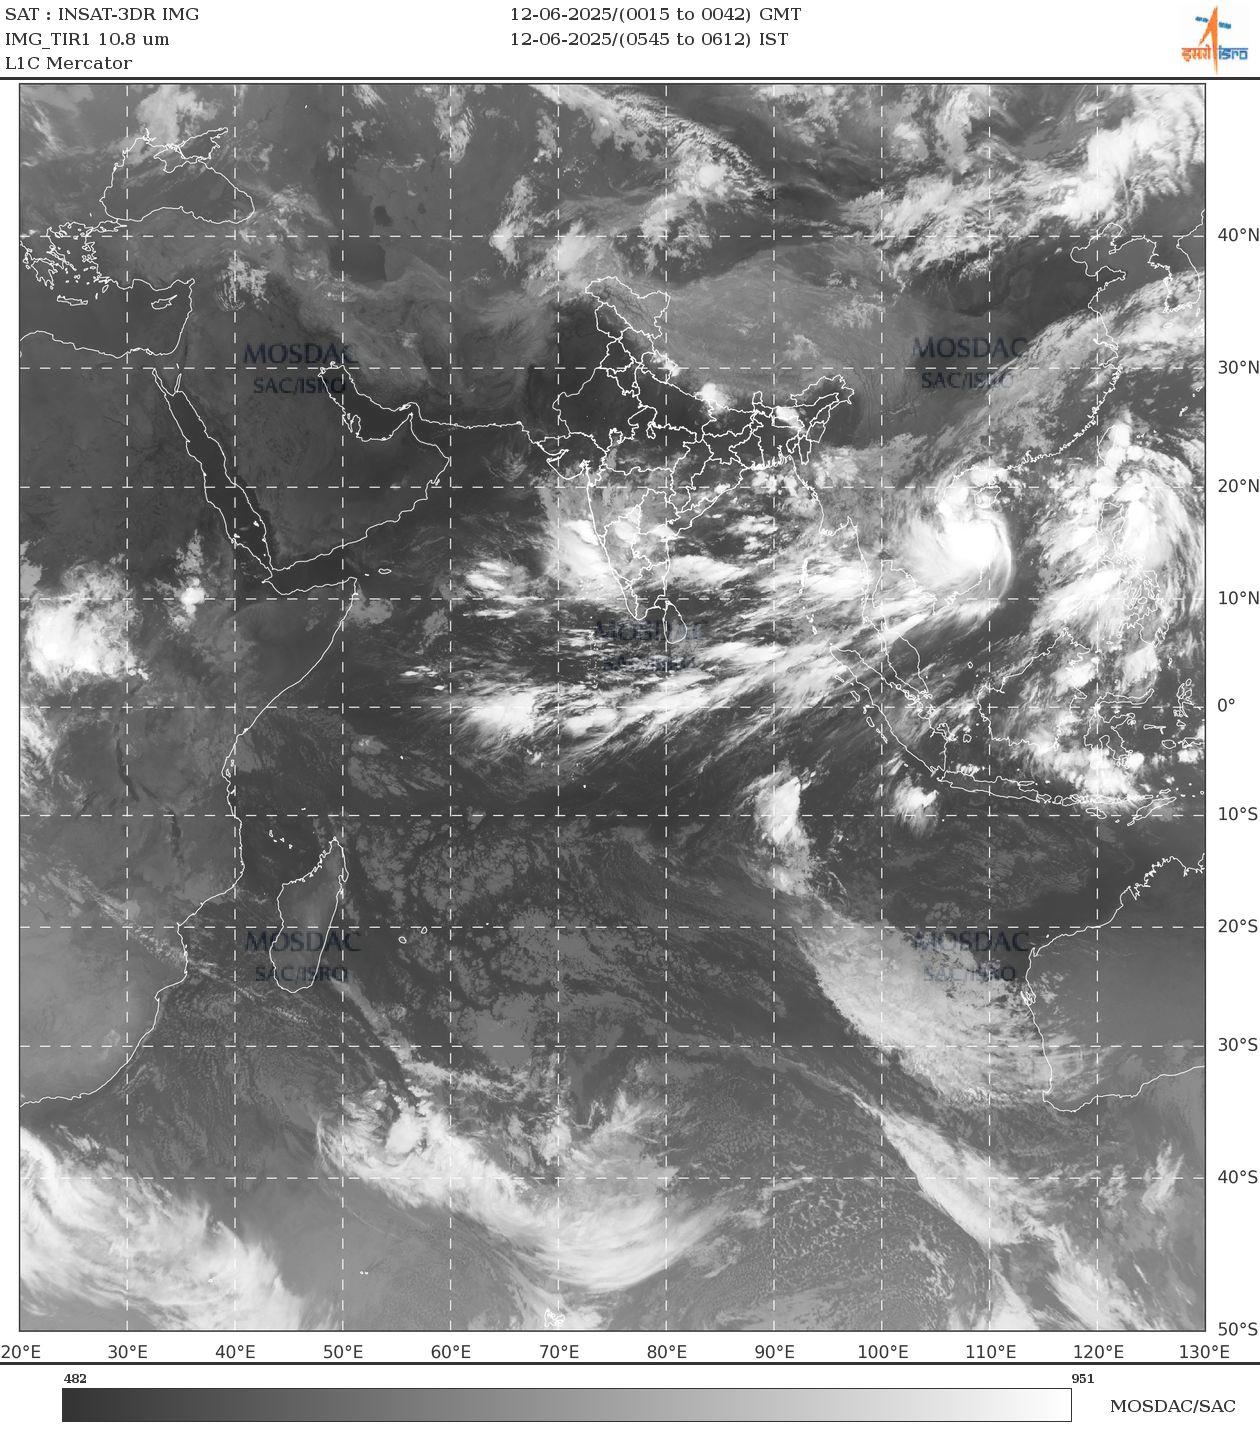 SAT : INSAT-3DR IMG
12-06-2025/(0015 to 0042) GMT
IMG_TIR1 10.8 um
12-06-2025/(0545 to 0612) IST
L1C Mercator
इसरो isro
40°N
MOSDAC
SAC/ISRO
MOSDAC
SAC/ISRO
30°N
20°N
10°N
MOSDAC
SAC/ISRO
0°
10°S
20°S
MOSDAC
SAC/ISRO
MOSDAC
SAC/ISRO
30°S
40°S
50°S
20°E 30°E 40°E 50°E 60°E 70°E 80°E 90°E 100°E 110°E 120°E 130°E
482
951
MOSDAC/SAC